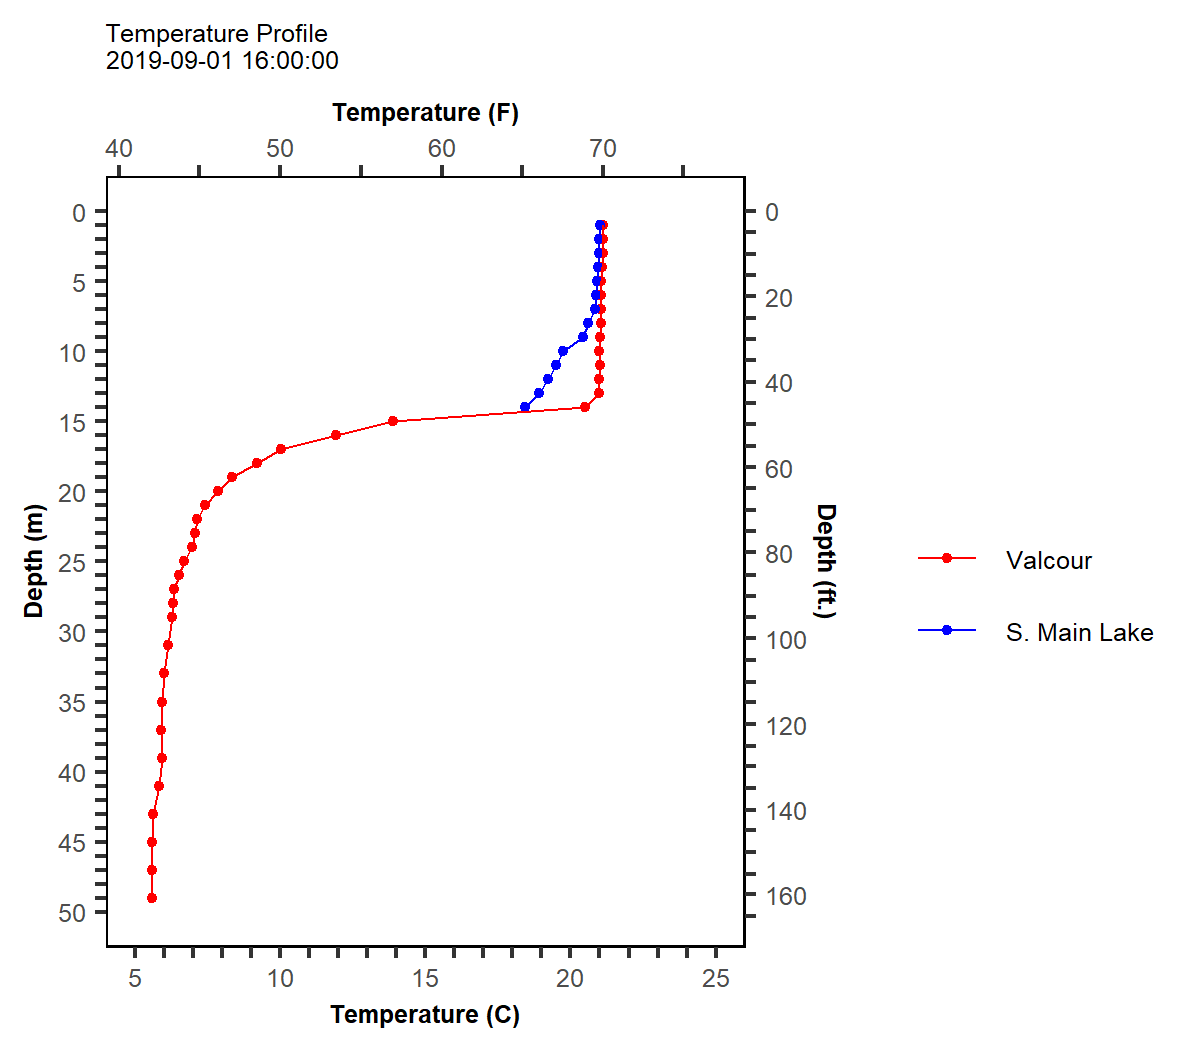 Temperature Profile
2019-09-01 16:00:00
Temperature (F)
40 50 60 70
0
5
10
15
20
25
30
35
40
45
50
Depth (m)
0
20
40
60
80
100
120
140
160
Depth (ft.)
5 10 15 20 25
Temperature (C)
Valcour
S. Main Lake